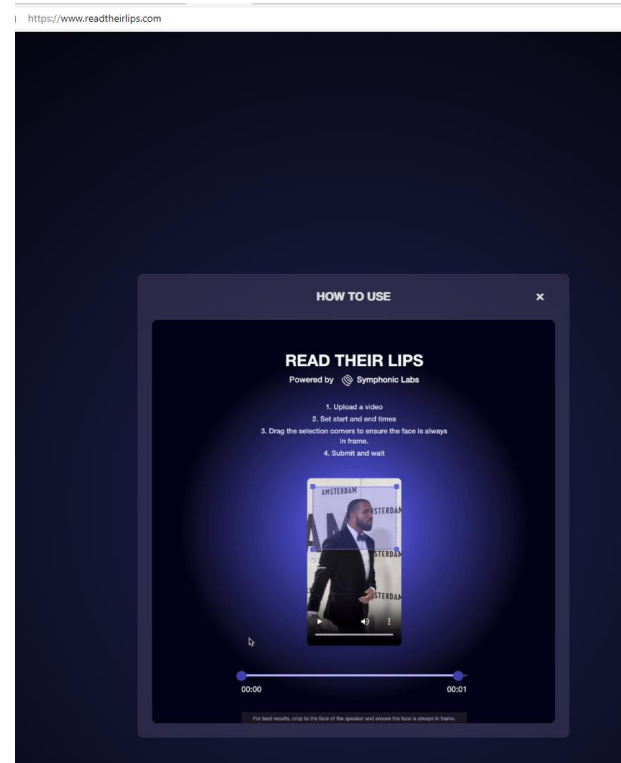 https://www.readtheirlips.com
HOW TO USE ×
READ THEIR LIPS
Powered by Symphonic Labs
1. Upload a video
2. Set start and end times
3. Drag the selection corners to ensure the face is always
in frame.
4. Submit and wait
AMSTERDAM
STERDAM
AM
STERDAM
STERDAM
00:00 00:01
For best results, crop to the face of the speaker and ensure the face is always in frame.